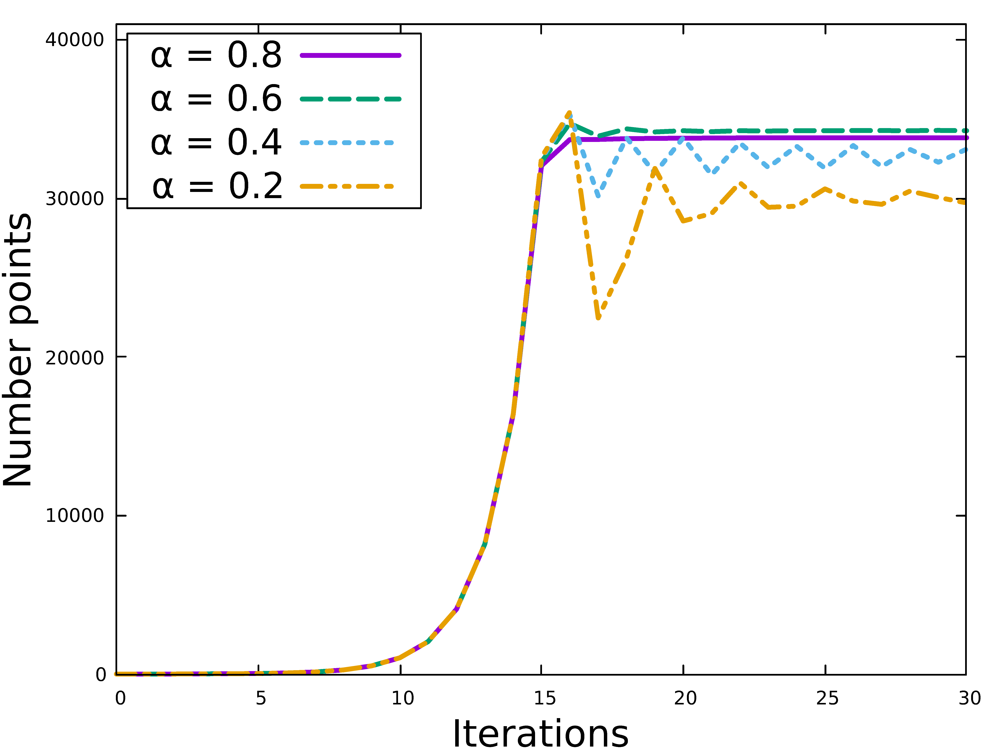 40000
30000
20000
10000
0
α = 0.8
α = 0.6
α = 0.4
α = 0.2
Number points
0 5 10 15 20 25 30
Iterations